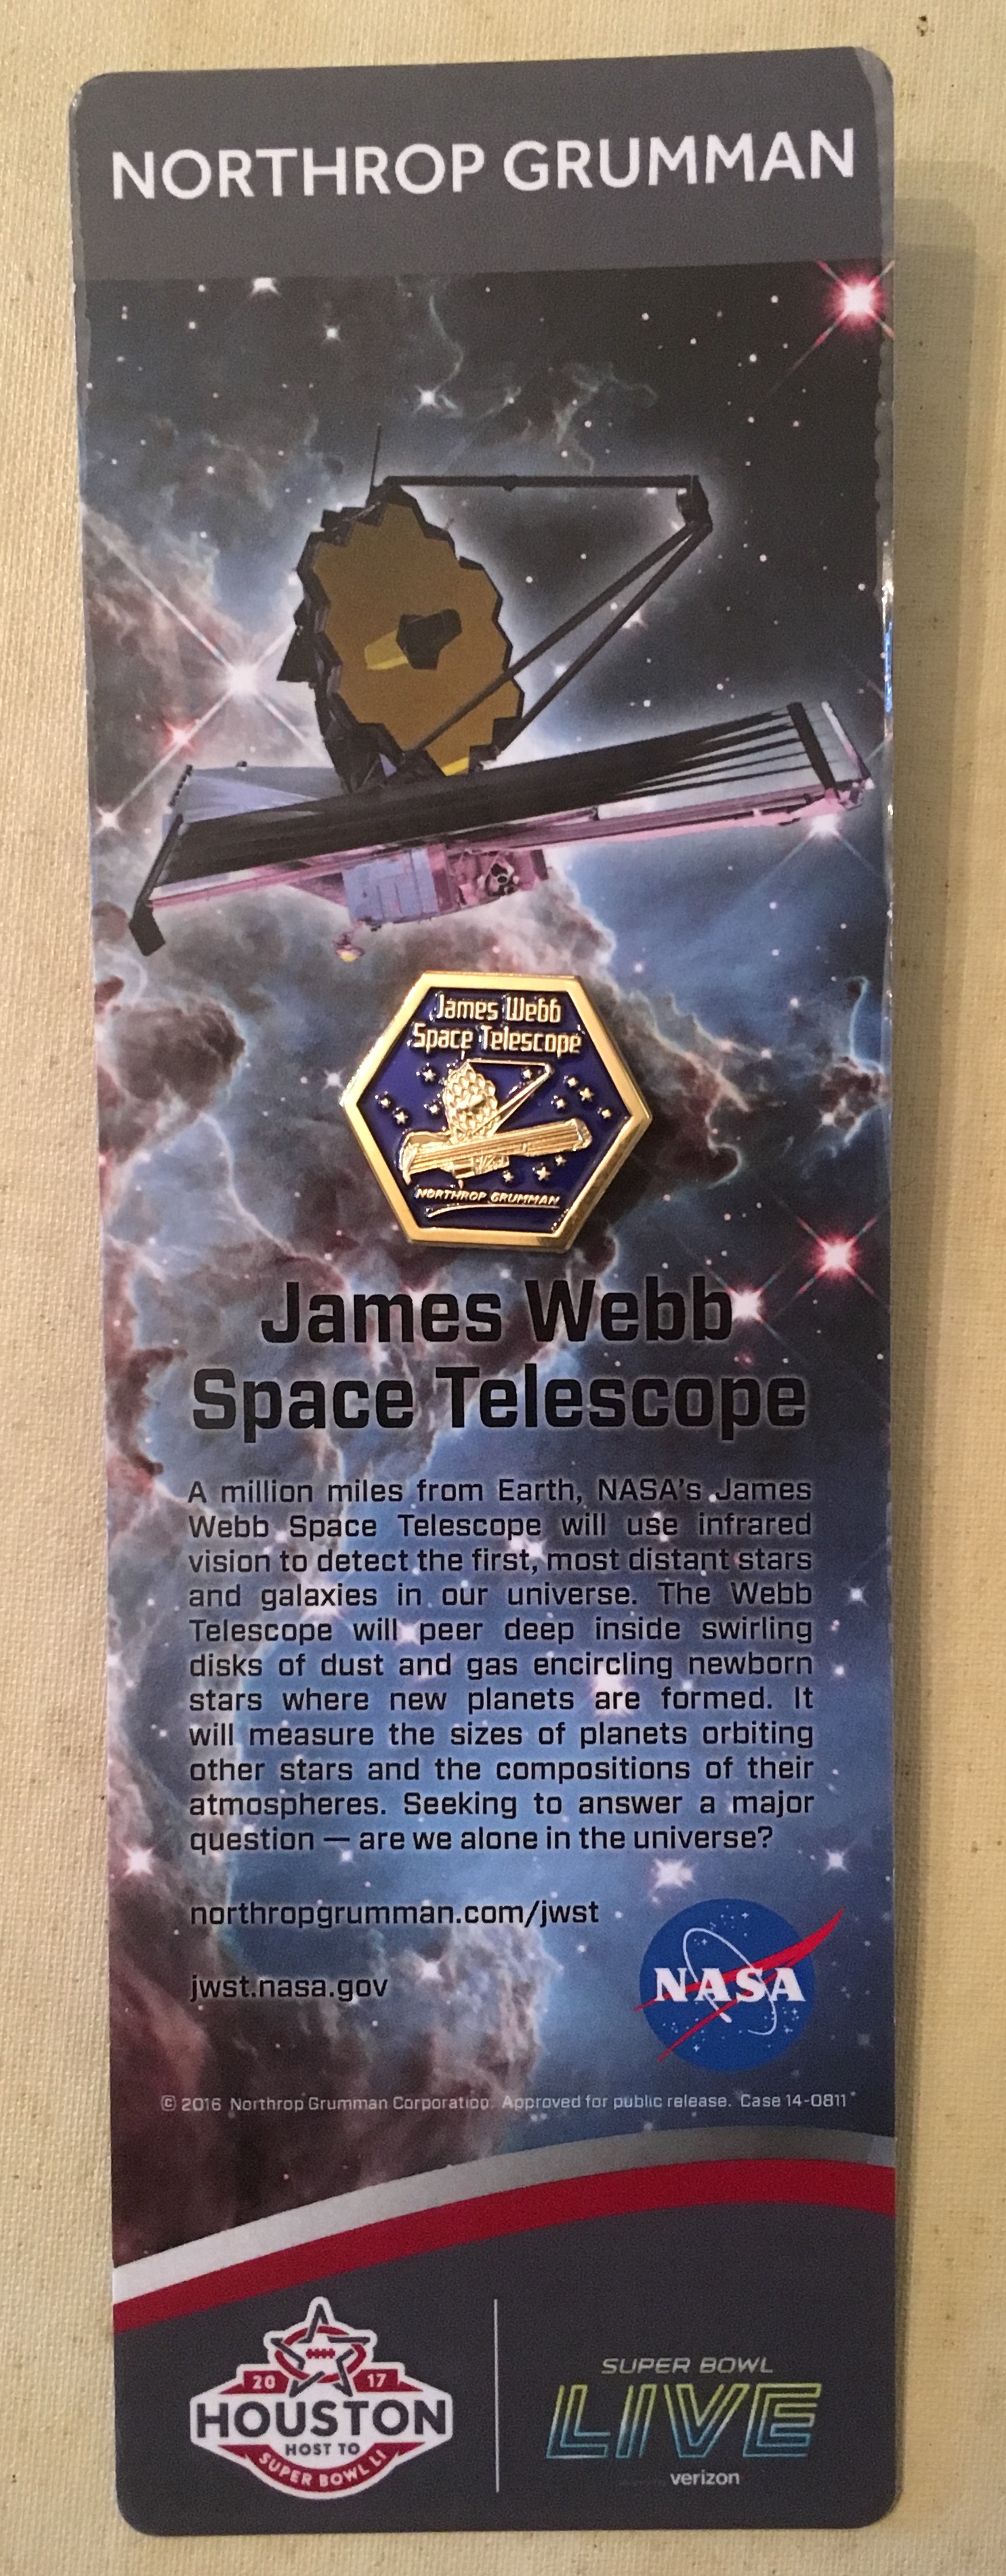 NORTHROP GRUMMAN
James Webb
Space Telescope
NORTHROP GRUMMAN
James Webb
Space Telescope
A million miles from Earth, NASA's James
Webb Space Telescope will use infrared
vision to detect the first, most distant stars
and galaxies in our universe. The Webb
Telescope will peer deep inside swirling
disks of dust and gas encircling newborn
stars where new planets are formed. It
will measure the sizes of planets orbiting
other stars and the compositions of their
atmospheres. Seeking to answer a major
question — are we alone in the universe?
northropgrumman.com/jwst
jwst.nasa.gov
NASA
© 2016 Northrop Grumman Corporation. Approved for public release. Case 14-0811
20 17
HOUSTON
HOST TO
SUPER BOWL LI
SUPER BOWL
LIVE
verizon